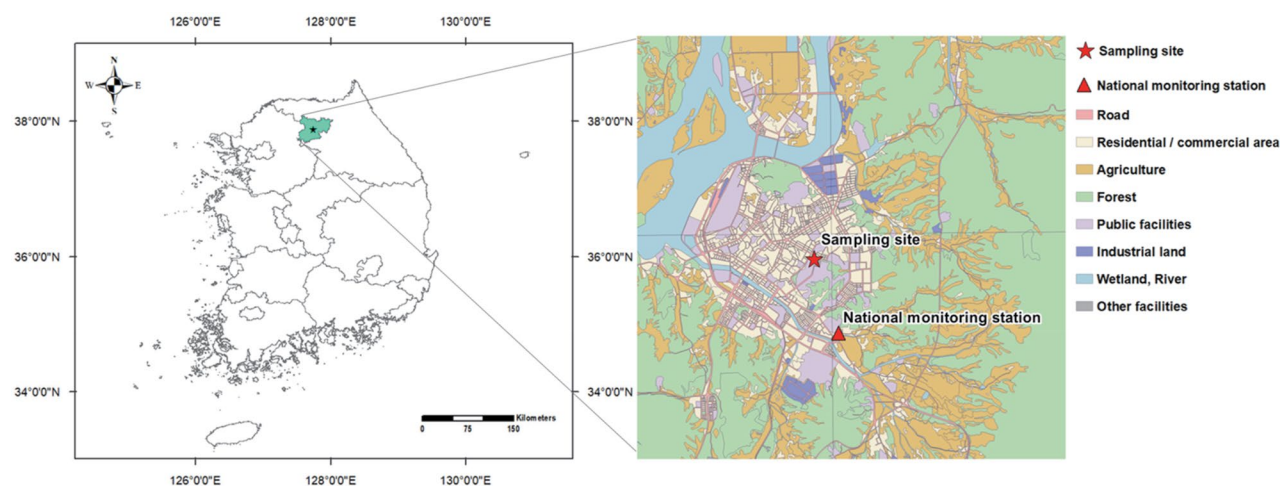 126°0'0"E 128°0'0"E 130°0'0"E
N
W E
S
38°0'0"N
36°0'0"N
34°0'0"N
38°0'0"N
36°0'0"N
34°0'0"N
Kilometers
0 75 150
126°0'0"E 128°0'0"E 130°0'0"E
Sampling site
National monitoring station
Sampling site
National monitoring station
Road
Residential / commercial area
Agriculture
Forest
Public facilities
Industrial land
Wetland, River
Other facilities